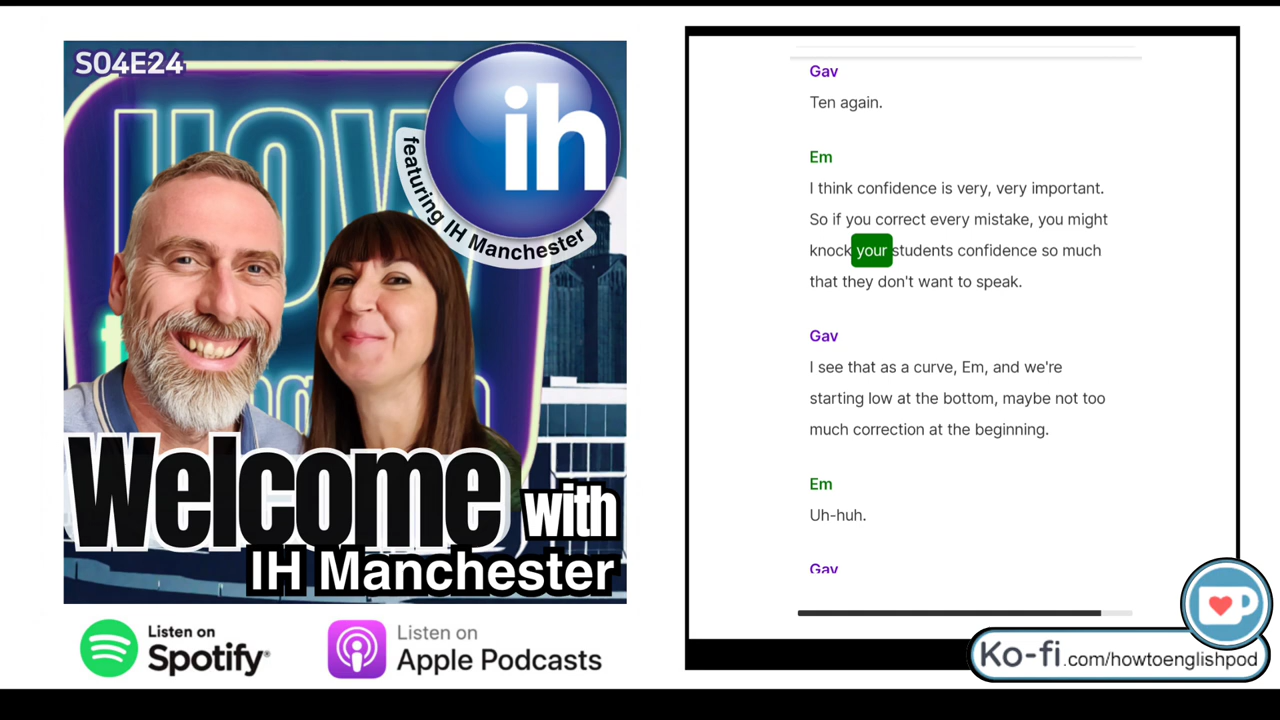 S04E24
HOW
ih
featuring IH Manchester
Welcome with
IH Manchester
Listen on
Spotify
Listen on
Apple Podcasts
Gav
Ten again.
Em
I think confidence is very, very important.
So if you correct every mistake, you might
knock your students confidence so much
that they don't want to speak.
Gav
I see that as a curve, Em, and we're
starting low at the bottom, maybe not too
much correction at the beginning.
Em
Uh-huh.
Gav
Ko-fi.com/howtoenglishpod